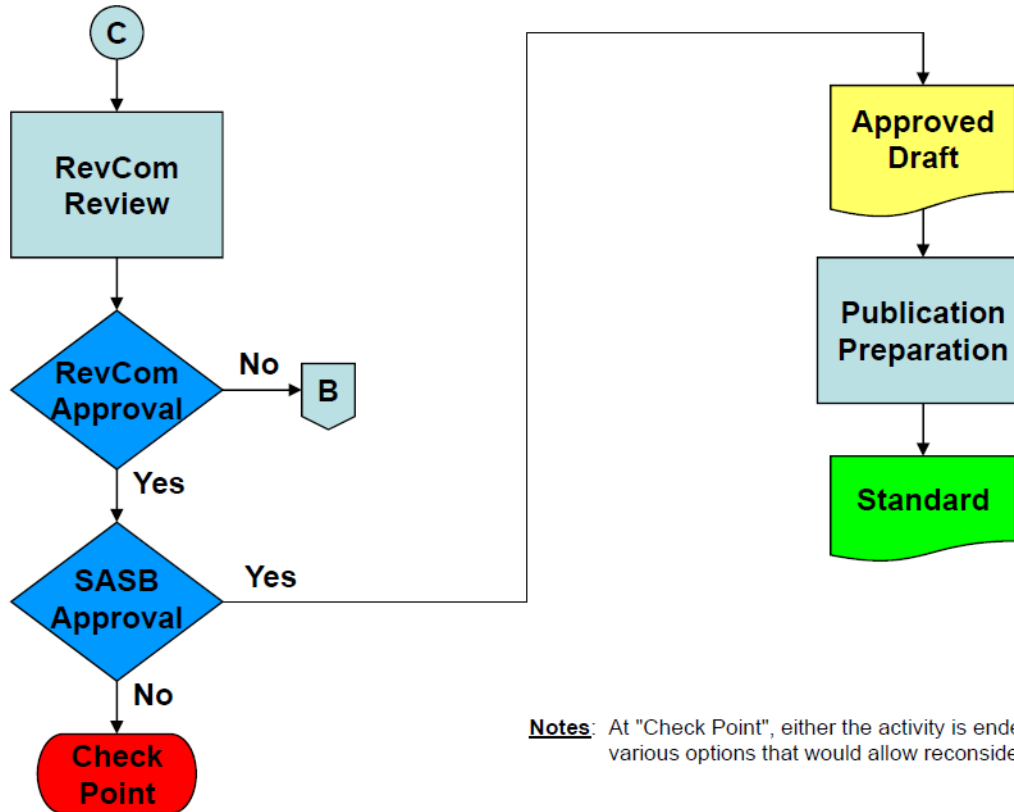 C
RevCom
Review
RevCom
Approval
No
B
Yes
SASB
Approval
Yes
No
Check
Point
Approved
Draft
Publication
Preparation
Standard
Notes: At "Check Point", either the activity is ende
various options that would allow reconside